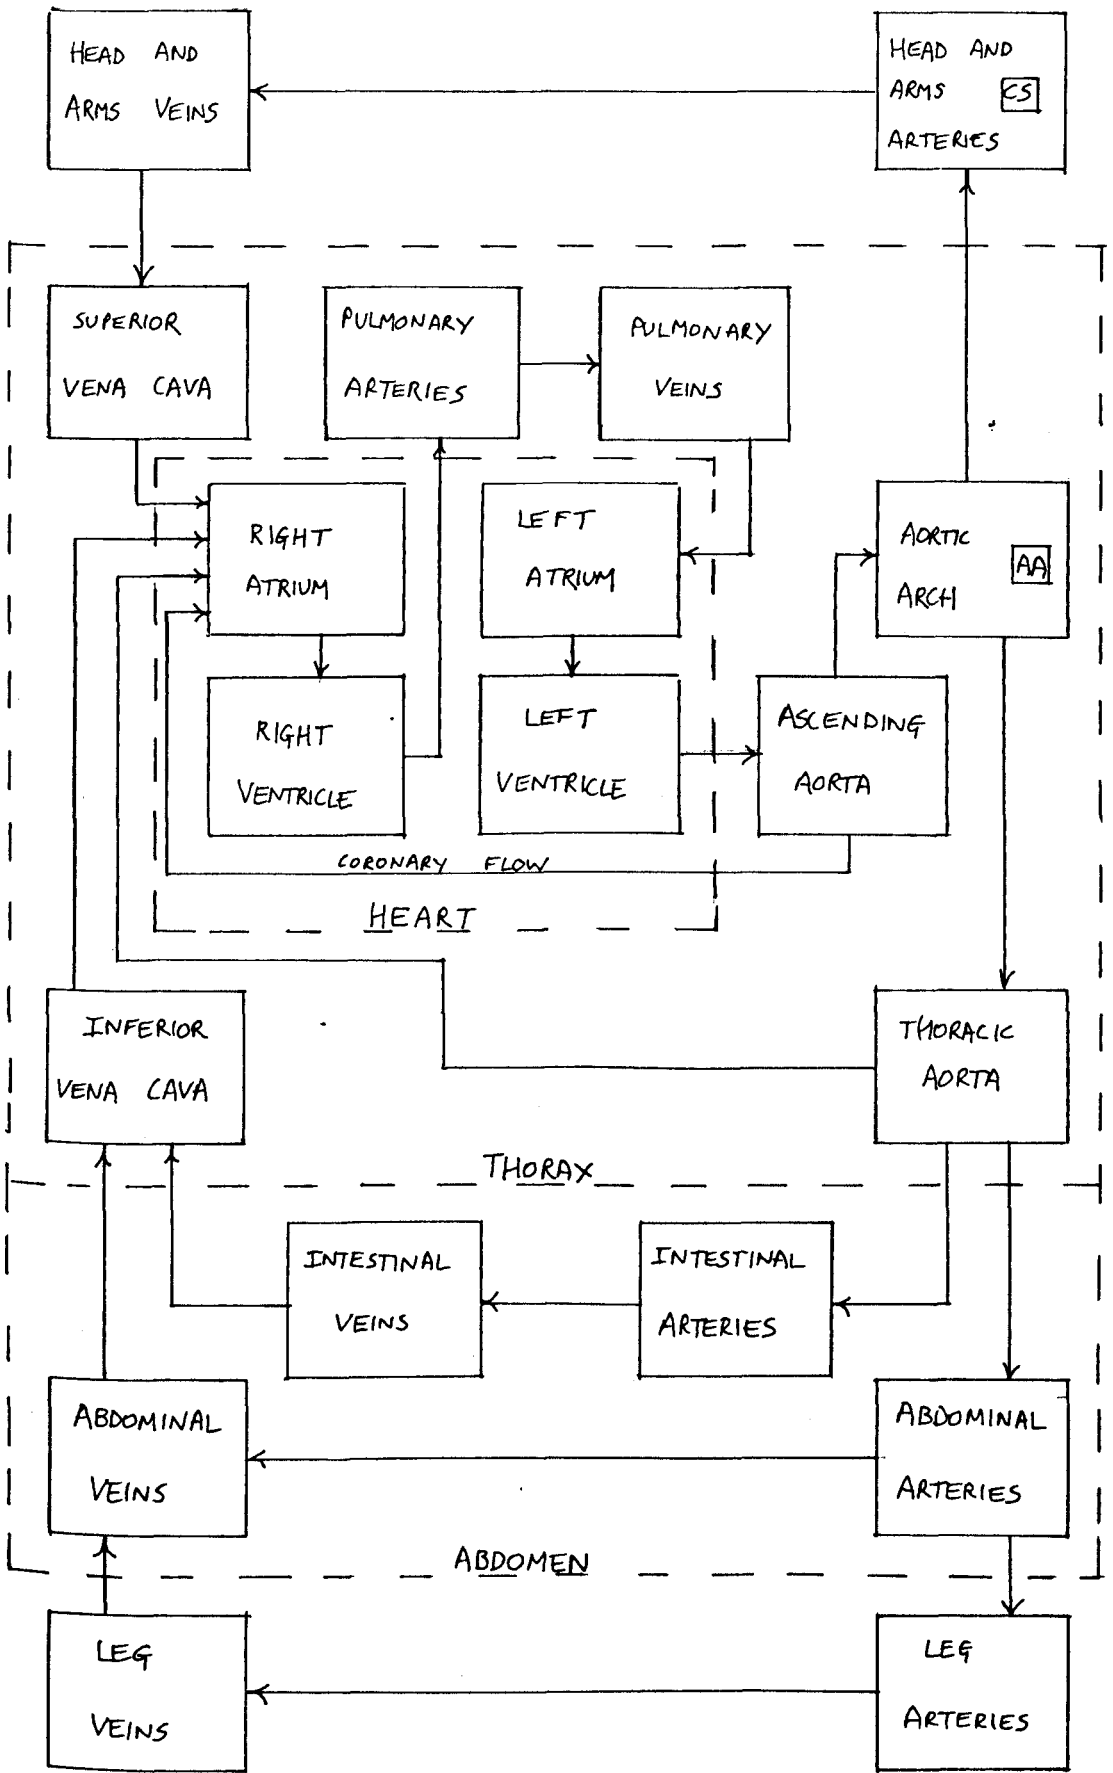 HEAD AND
ARMS VEINS
HEAD AND
ARMS CS
ARTERIES
SUPERIOR
VENA CAVA
PULMONARY
ARTERIES
PULMONARY
VEINS
RIGHT
ATRIUM
LEFT
ATRIUM
AORTIC
AA
ARCH
RIGHT
VENTRICLE
LEFT
VENTRICLE
ASCENDING
AORTA
CORONARY FLOW
HEART
INFERIOR
VENA CAVA
THORACIC
AORTA
THORAX
INTESTINAL
VEINS
INTESTINAL
ARTERIES
ABDOMINAL
VEINS
ABDOMINAL
ARTERIES
ABDOMEN
LEG
VEINS
LEG
ARTERIES